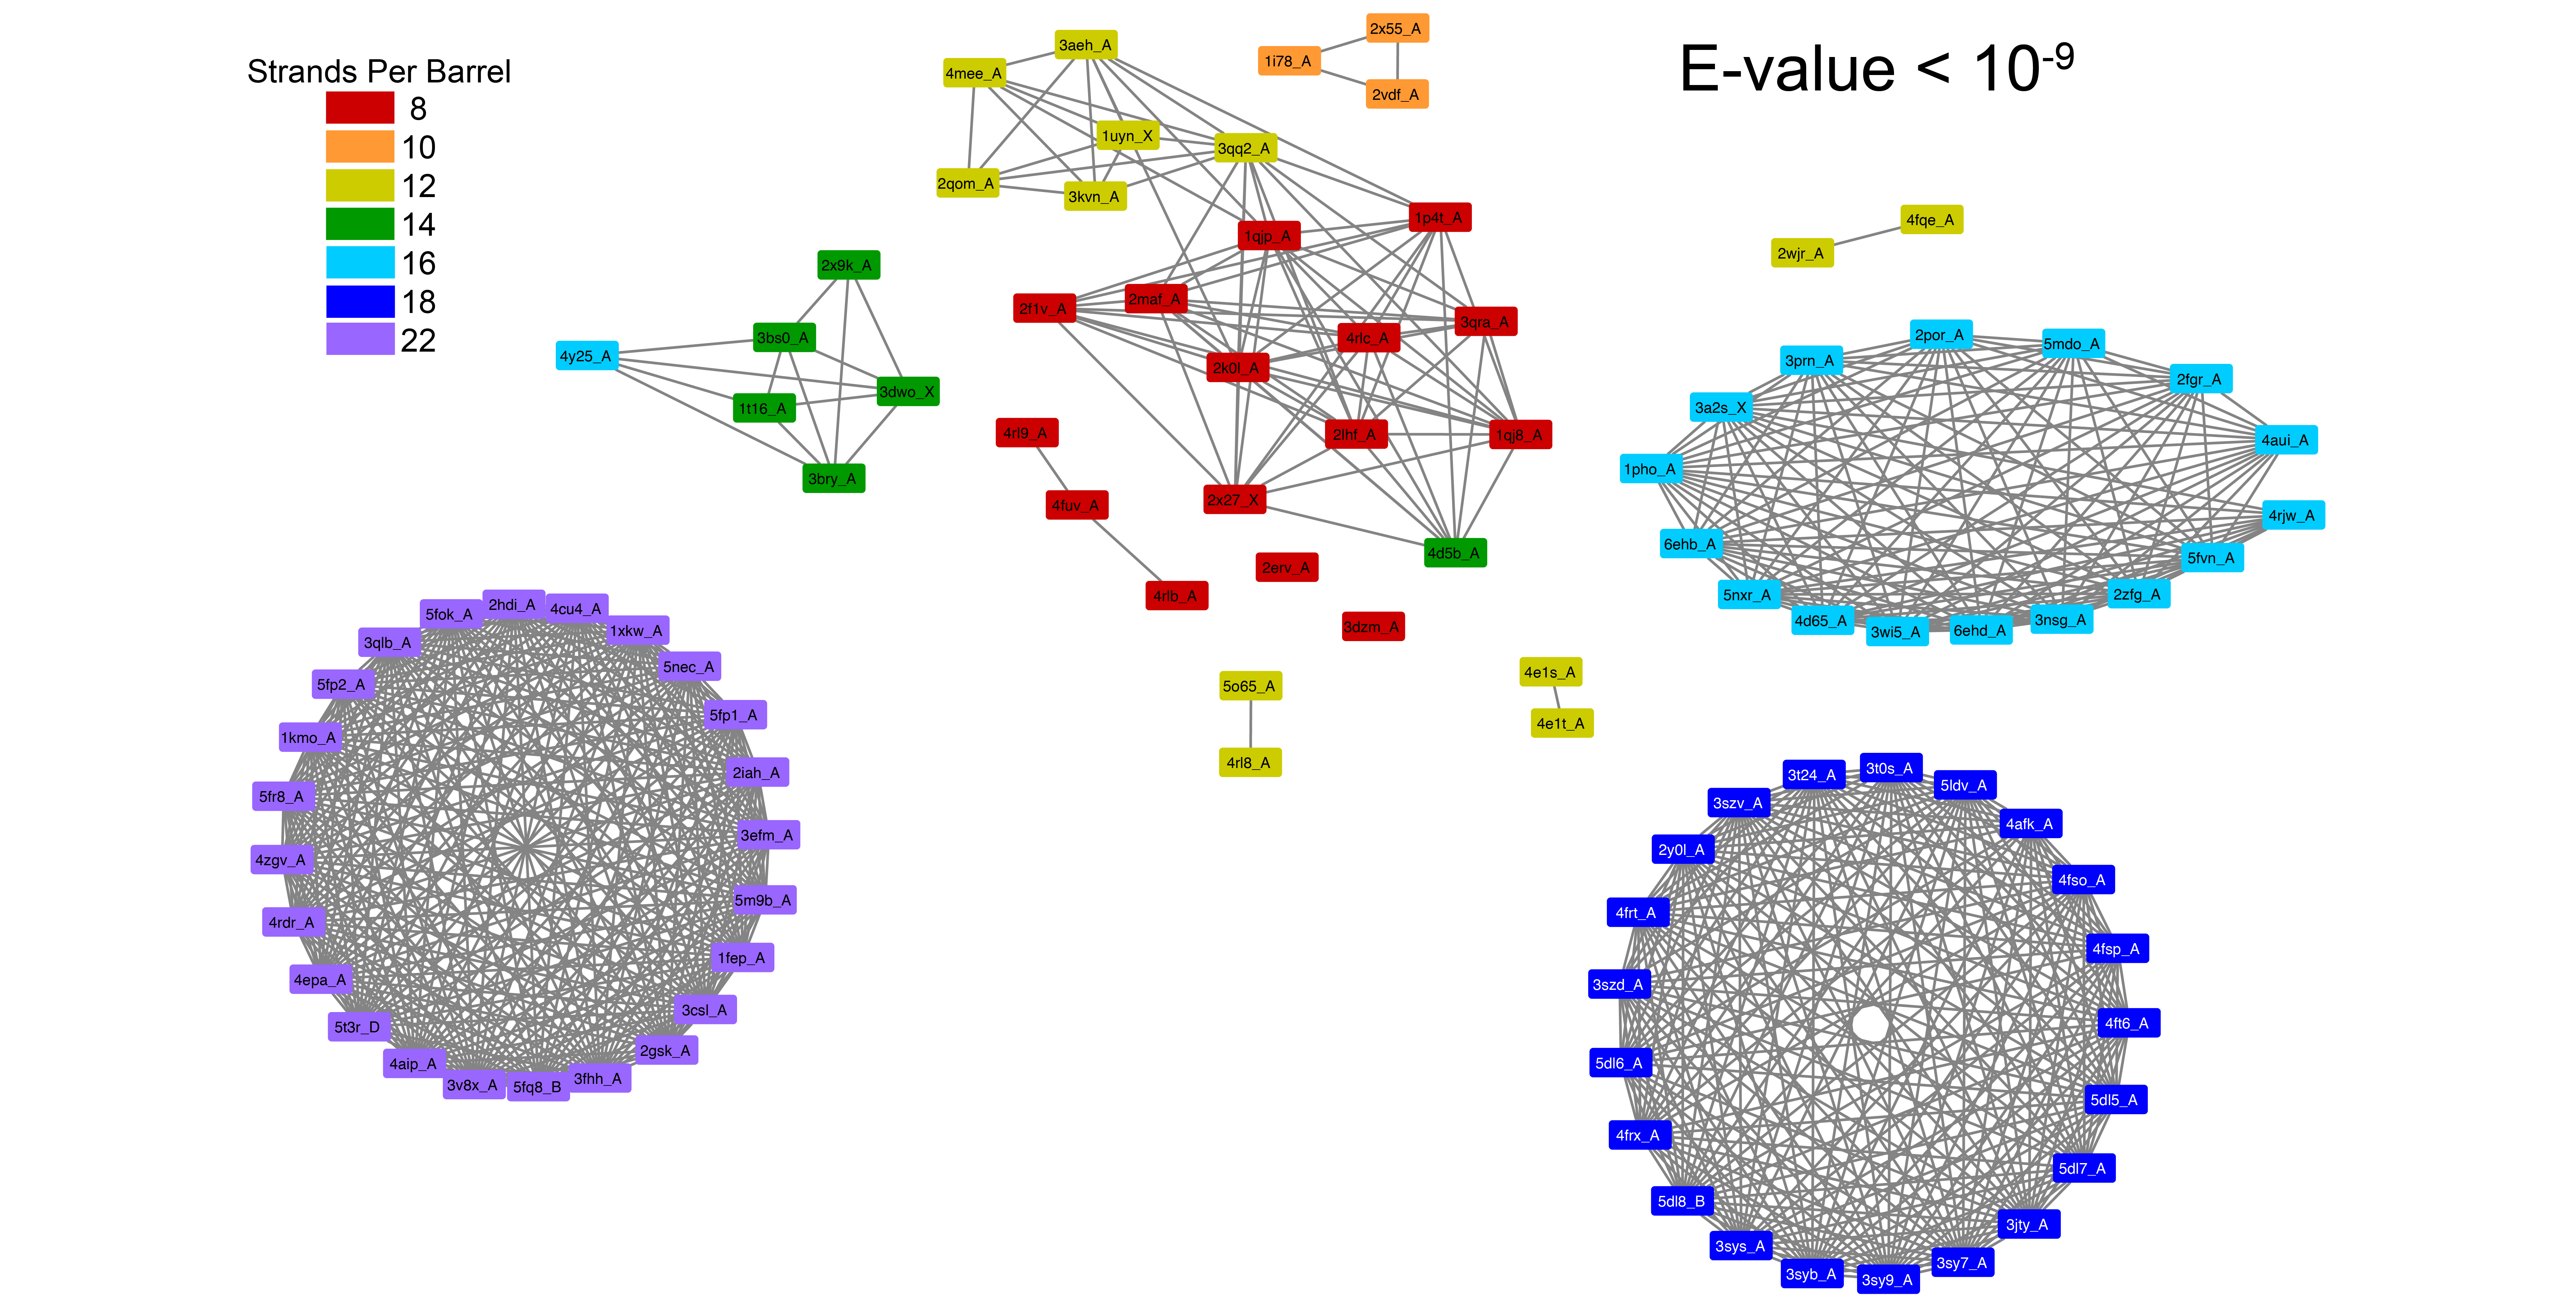 Strands Per Barrel
8
10
12
14
16
18
22
E-value < 10-9
2x55_A
1i78_A
2vdf_A
3aeh_A
4mee_A
1uyn_X
3qq2_A
2qom_A
3kvn_A
1p4t_A
1qjp_A
2f1v_A
2maf_A
3qra_A
4rlc_A
2k0l_A
2lhf_A
1qj8_A
2x27_X
4d5b_A
2x9k_A
3bs0_A
4y25_A
3dwo_X
1t16_A
3bry_A
4rl9_A
4fuv_A
4rlb_A
2erv_A
3dzm_A
4fqe_A
2wjr_A
2por_A
5mdo_A
3prn_A
2fgr_A
3a2s_X
4aui_A
1pho_A
4rjw_A
6ehb_A
5fvn_A
5nxr_A
2zfg_A
4d65_A
3wi5_A
6ehd_A
3nsg_A
5o65_A
4rl8_A
4e1s_A
4e1t_A
2hdi_A
4cu4_A
5fok_A
1xkw_A
3qlb_A
5nec_A
5fp2_A
5fp1_A
1kmo_A
2iah_A
5fr8_A
3efm_A
4zgv_A
5m9b_A
4rdr_A
1fep_A
4epa_A
3csl_A
5t3r_D
2gsk_A
4aip_A
3v8x_A
5fq8_B
3fhh_A
3t0s_A
3t24_A
5ldv_A
3szv_A
4afk_A
2y0l_A
4fso_A
4frt_A
4fsp_A
3szd_A
4ft6_A
5dl6_A
5dl5_A
4frx_A
5dl7_A
5dl8_B
3jty_A
3sys_A
3sy7_A
3syb_A
3sy9_A